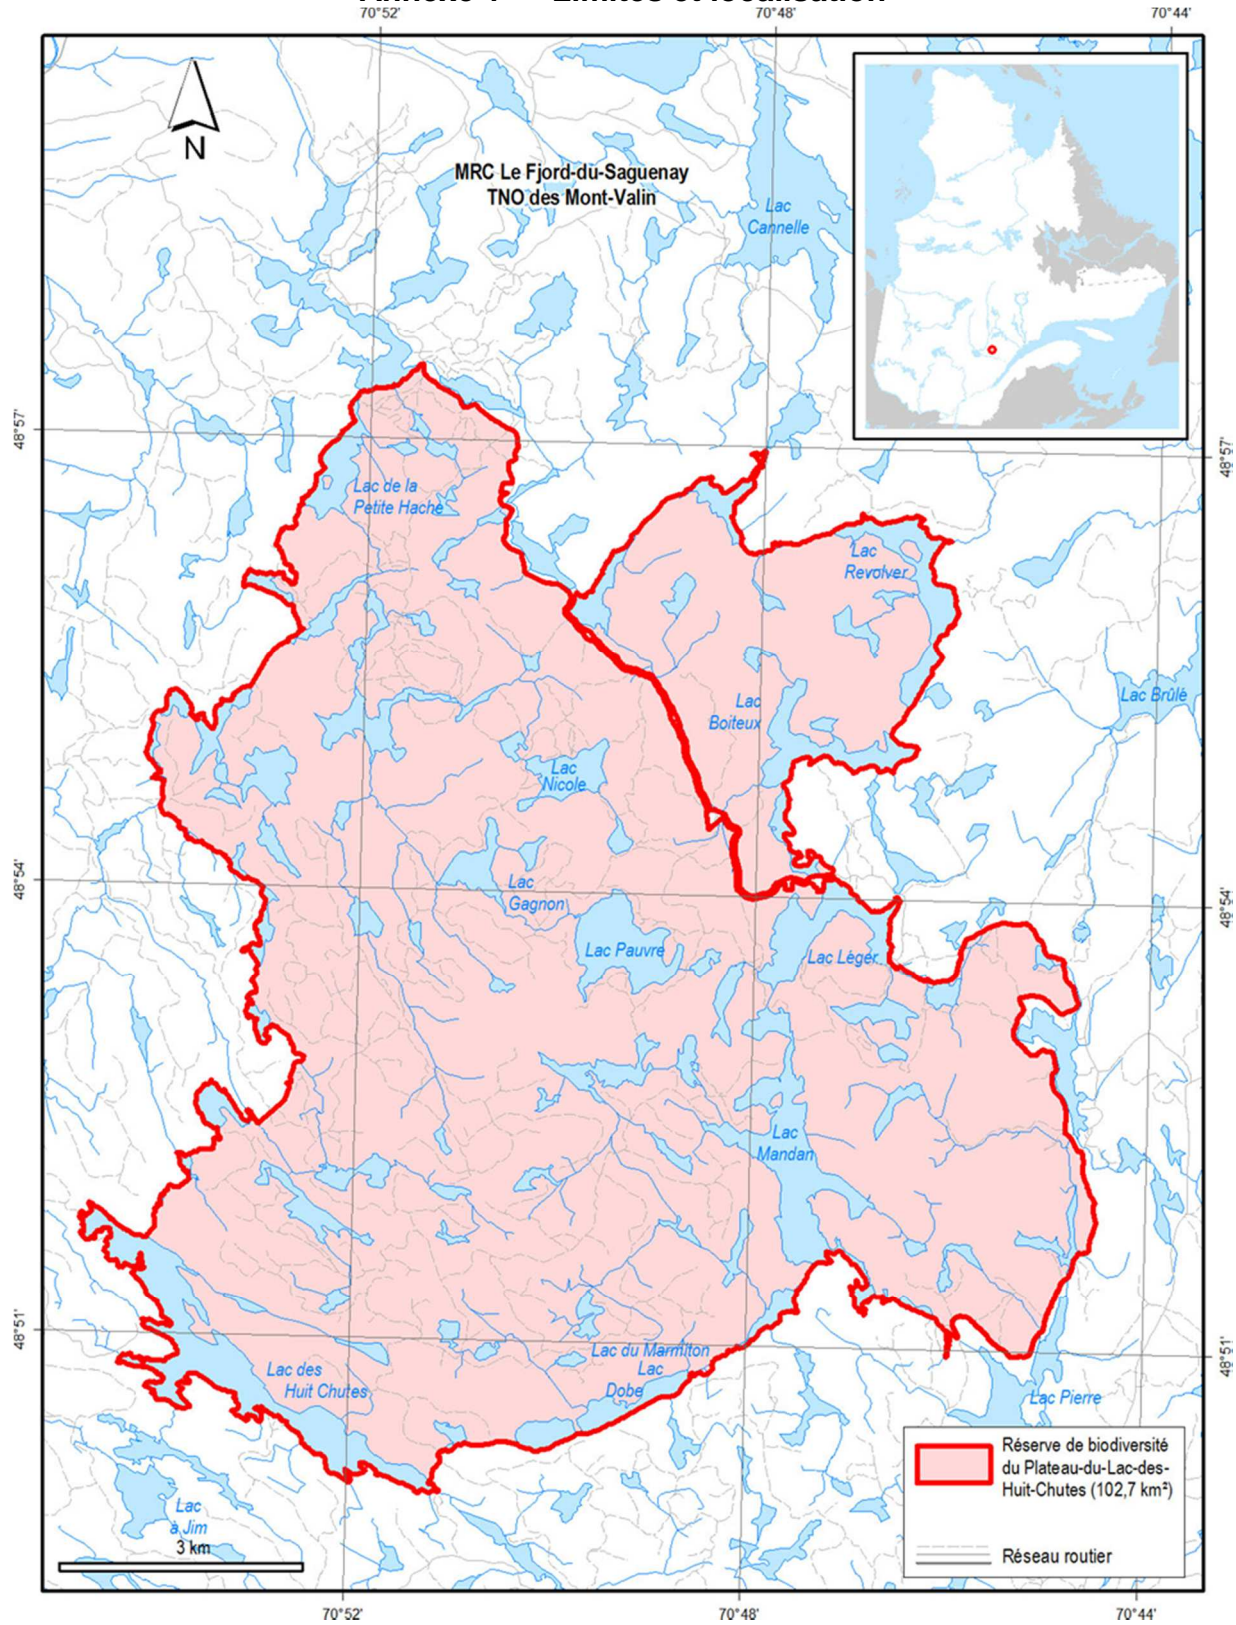 70°52'
70°48'
70°44'
N
MRC Le Fjord-du-Saguenay
TNO des Mont-Valin
Lac
Cannelle
48°57'
48°57'
Lac de la
Petite Hache
Lac
Revolver
Lac Brûlé
Lac
Boiteux
Lac
Nicole
48°54'
48°54'
Lac
Gagnon
Lac Pauvre
Lac Léger
Lac
Mandan
48°51'
48°51'
Lac du Marmiton
Lac
Dobe
Lac des
Huit Chutes
Lac Pierre
Réserve de biodiversité
du Plateau-du-Lac-des-
Huit-Chutes (102,7 km²)
Lac
à Jim
3 km
Réseau routier
70°52'
70°48'
70°44'